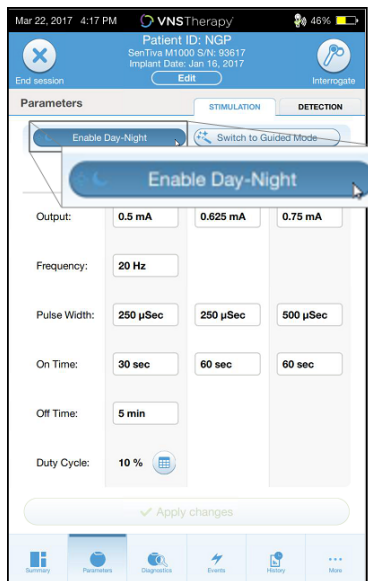 Mar 22, 2017 4:17 PM VNSTherapy 46%
Patient ID: NGP
SenTiva M1000 S/N: 93617
Implant Date: Jan 16, 2017
End session Edit Interrogate
Parameters STIMULATION DETECTION
Enable Day-Night Switch to Guided Mode
Enable Day-Night
Output: 0.5 mA 0.625 mA 0.75 mA
Frequency: 20 Hz
Pulse Width: 250 µSec 250 µSec 500 µSec
On Time: 30 sec 60 sec 60 sec
Off Time: 5 min
Duty Cycle: 10 %
Apply changes
Summary Parameters Diagnostics Events History More